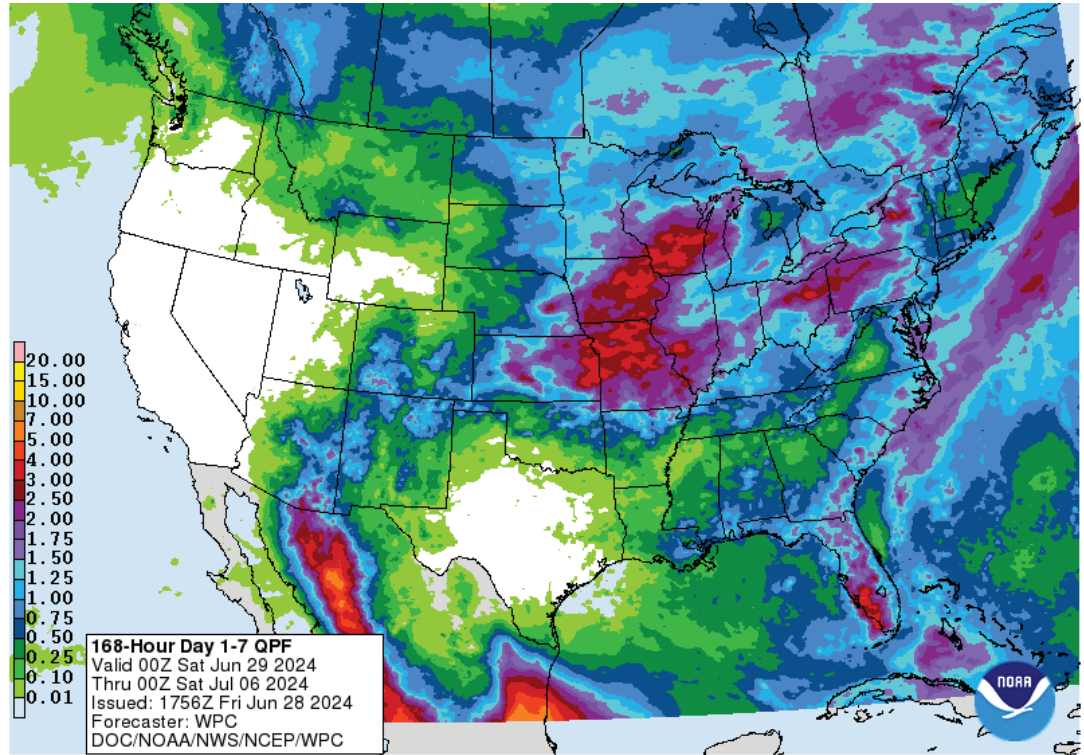 20.00
15.00
10.00
7.00
5.00
4.00
3.00
2.50
2.00
1.75
1.50
1.25
1.00
0.75
0.50
0.25
0.10
0.01
168-Hour Day 1-7 QPF
Valid 00Z Sat Jun 29 2024
Thru 00Z Sat Jul 06 2024
Issued: 1756Z Fri Jun 28 2024
Forecaster: WPC
DOC/NOAA/NWS/NCEP/WPC
NOAA